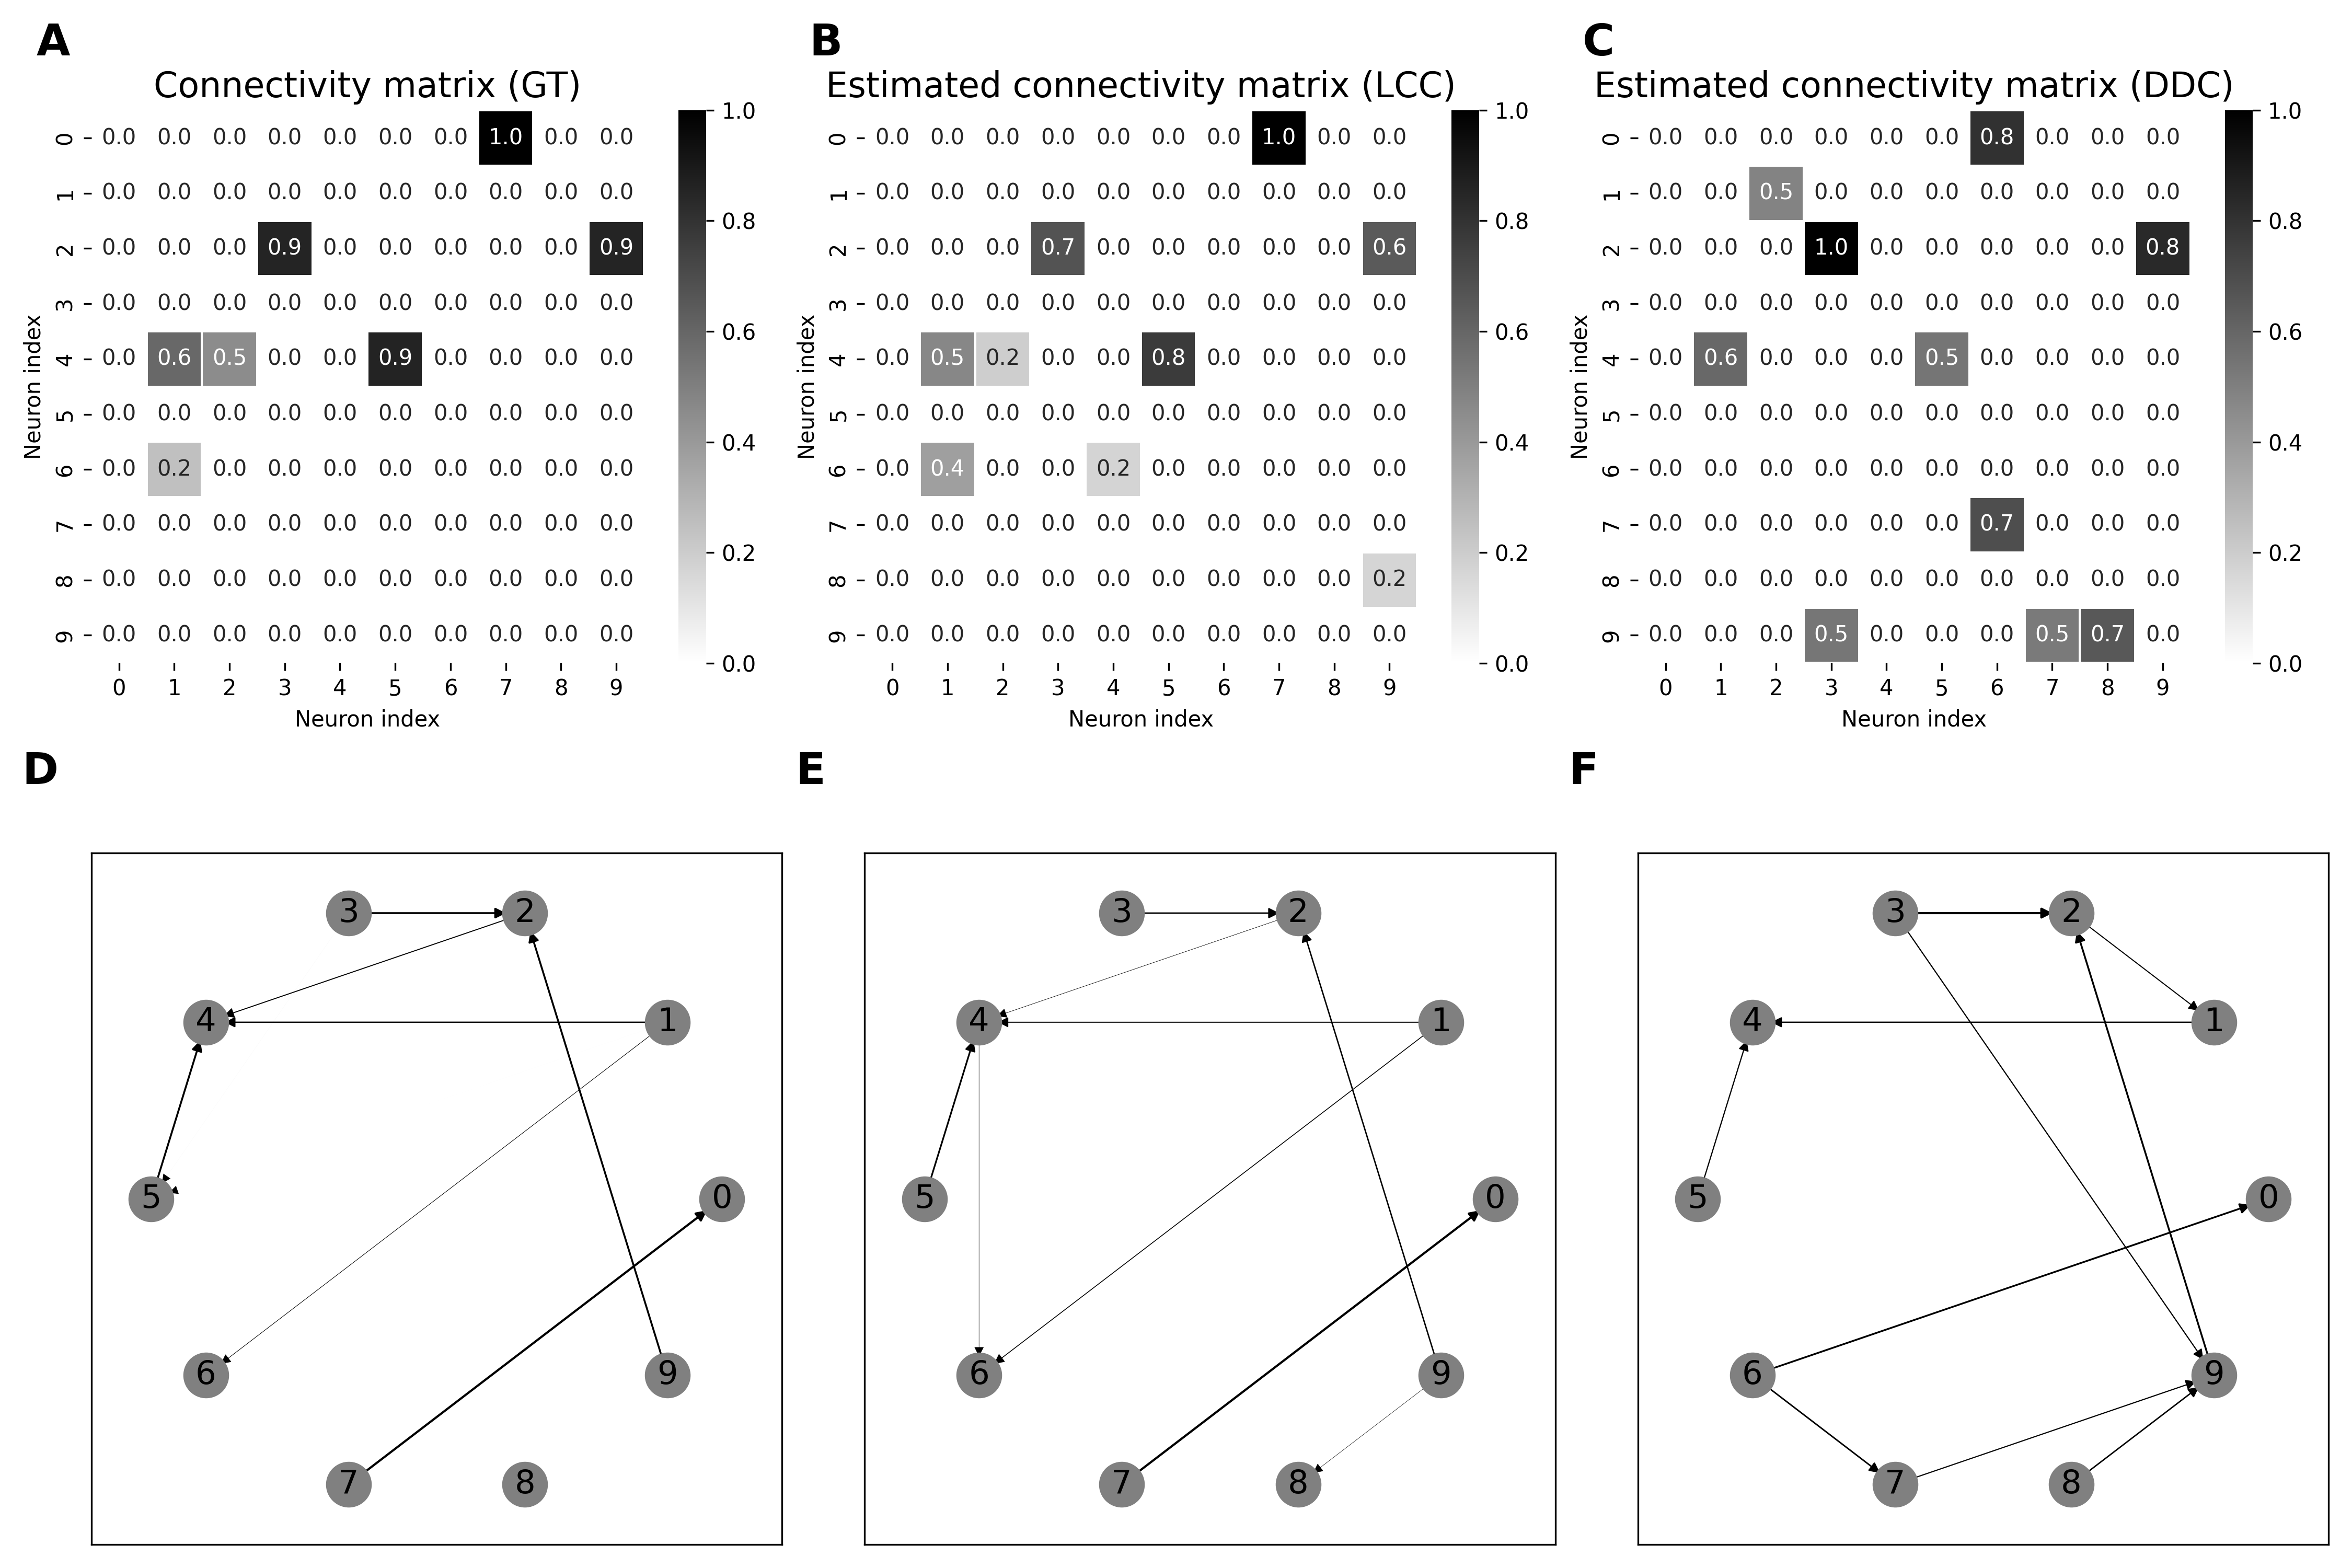 A
Connectivity matrix (GT)
0 0.0 0.0 0.0 0.0 0.0 0.0 0.0 1.0 0.0 0.0
1 0.0 0.0 0.0 0.0 0.0 0.0 0.0 0.0 0.0 0.0
2 0.0 0.0 0.0 0.9 0.0 0.0 0.0 0.0 0.0 0.9
3 0.0 0.0 0.0 0.0 0.0 0.0 0.0 0.0 0.0 0.0
4 0.0 0.6 0.5 0.0 0.0 0.9 0.0 0.0 0.0 0.0
5 0.0 0.0 0.0 0.0 0.0 0.0 0.0 0.0 0.0 0.0
6 0.0 0.2 0.0 0.0 0.0 0.0 0.0 0.0 0.0 0.0
7 0.0 0.0 0.0 0.0 0.0 0.0 0.0 0.0 0.0 0.0
8 0.0 0.0 0.0 0.0 0.0 0.0 0.0 0.0 0.0 0.0
9 0.0 0.0 0.0 0.0 0.0 0.0 0.0 0.0 0.0 0.0
0 1 2 3 4 5 6 7 8 9
Neuron index
Neuron index
1.0
0.8
0.6
0.4
0.2
0.0
B
Estimated connectivity matrix (LCC)
0 0.0 0.0 0.0 0.0 0.0 0.0 0.0 1.0 0.0 0.0
1 0.0 0.0 0.0 0.0 0.0 0.0 0.0 0.0 0.0 0.0
2 0.0 0.0 0.0 0.7 0.0 0.0 0.0 0.0 0.0 0.6
3 0.0 0.0 0.0 0.0 0.0 0.0 0.0 0.0 0.0 0.0
4 0.0 0.5 0.2 0.0 0.0 0.8 0.0 0.0 0.0 0.0
5 0.0 0.0 0.0 0.0 0.0 0.0 0.0 0.0 0.0 0.0
6 0.0 0.4 0.0 0.0 0.2 0.0 0.0 0.0 0.0 0.0
7 0.0 0.0 0.0 0.0 0.0 0.0 0.0 0.0 0.0 0.0
8 0.0 0.0 0.0 0.0 0.0 0.0 0.0 0.0 0.0 0.2
9 0.0 0.0 0.0 0.0 0.0 0.0 0.0 0.0 0.0 0.0
0 1 2 3 4 5 6 7 8 9
Neuron index
Neuron index
1.0
0.8
0.6
0.4
0.2
0.0
C
Estimated connectivity matrix (DDC)
0 0.0 0.0 0.0 0.0 0.0 0.0 0.8 0.0 0.0 0.0
1 0.0 0.0 0.5 0.0 0.0 0.0 0.0 0.0 0.0 0.0
2 0.0 0.0 0.0 1.0 0.0 0.0 0.0 0.0 0.0 0.8
3 0.0 0.0 0.0 0.0 0.0 0.0 0.0 0.0 0.0 0.0
4 0.0 0.6 0.0 0.0 0.0 0.5 0.0 0.0 0.0 0.0
5 0.0 0.0 0.0 0.0 0.0 0.0 0.0 0.0 0.0 0.0
6 0.0 0.0 0.0 0.0 0.0 0.0 0.0 0.0 0.0 0.0
7 0.0 0.0 0.0 0.0 0.0 0.0 0.7 0.0 0.0 0.0
8 0.0 0.0 0.0 0.0 0.0 0.0 0.0 0.0 0.0 0.0
9 0.0 0.0 0.0 0.5 0.0 0.0 0.0 0.5 0.7 0.0
0 1 2 3 4 5 6 7 8 9
Neuron index
Neuron index
1.0
0.8
0.6
0.4
0.2
0.0
D
3 2
4 1
5 0
6 9
7 8
E
3 2
4 1
5 0
6 9
7 8
F
3 2
4 1
5 0
6 9
7 8